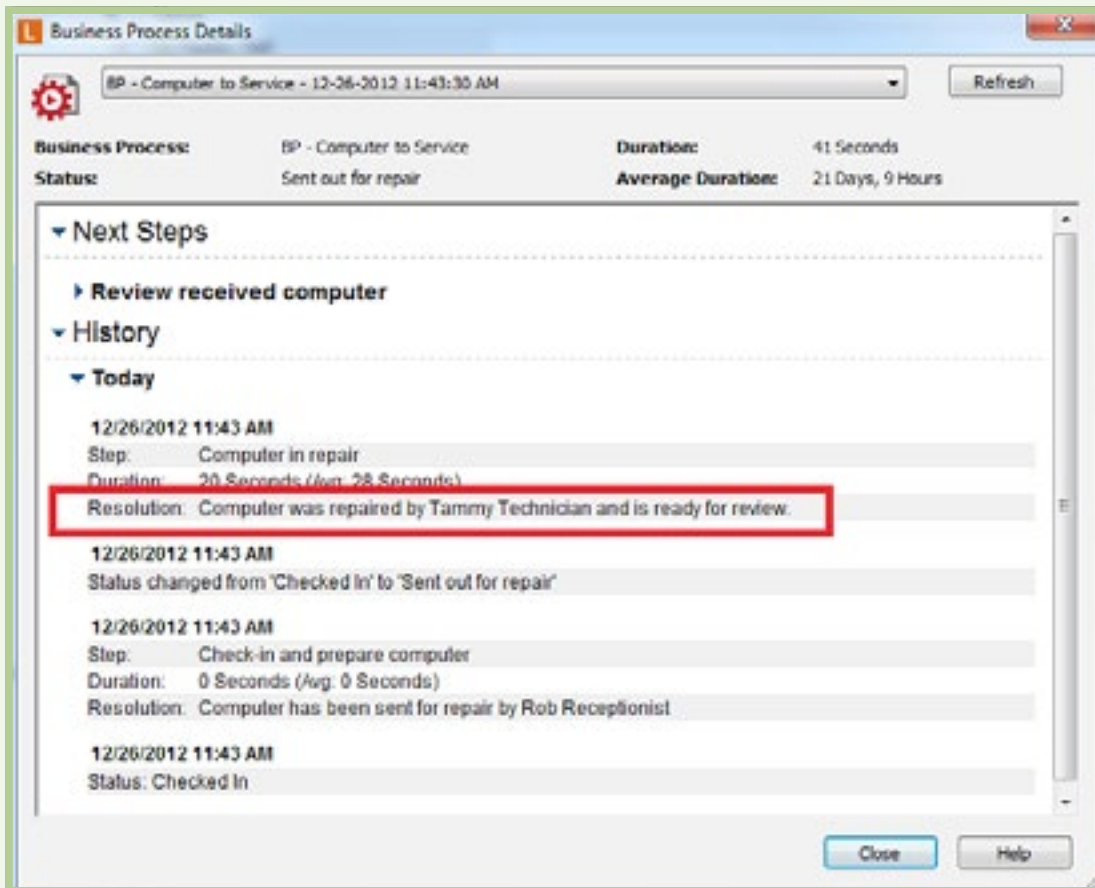 Business Process Details
BP - Computer to Service - 12-26-2012 11:43:30 AM
Refresh
Business Process: BP - Computer to Service Duration: 41 Seconds
Status: Sent out for repair Average Duration: 21 Days, 9 Hours
Next Steps
Review received computer
History
Today
12/26/2012 11:43 AM
Step: Computer in repair
Duration: 20 Seconds (Avg: 28 Seconds)
Resolution: Computer was repaired by Tammy Technician and is ready for review.
12/26/2012 11:43 AM
Status changed from 'Checked In' to 'Sent out for repair'
12/26/2012 11:43 AM
Step: Check-in and prepare computer
Duration: 0 Seconds (Avg: 0 Seconds)
Resolution: Computer has been sent for repair by Rob Receptionist
12/26/2012 11:43 AM
Status: Checked In
Close Help